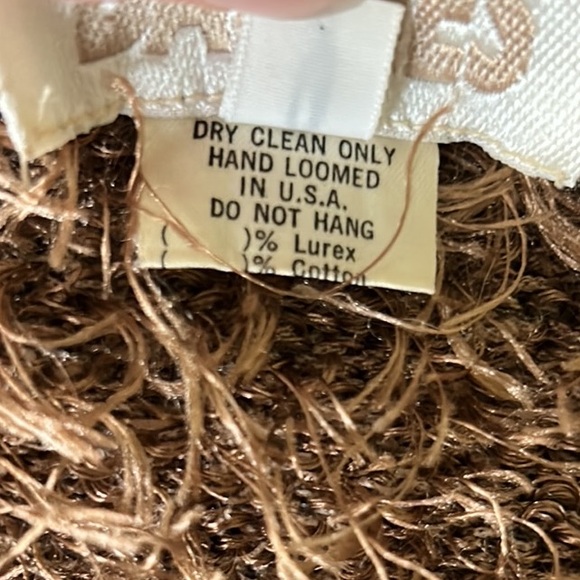 DRY CLEAN ONLY
HAND LOOMED
IN U.S.A.
DO NOT HANG
( )% Lurex
( )% Cotton